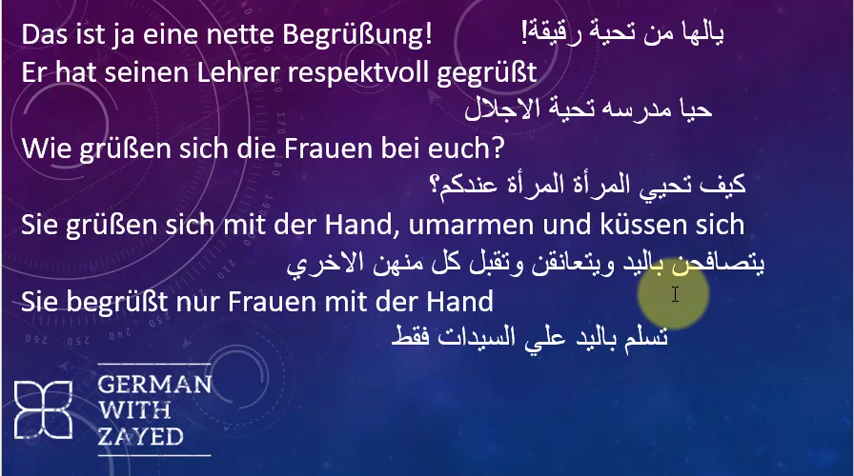 Das ist ja eine nette Begrüßung!
يالها من تحية رقيقة!
Er hat seinen Lehrer respektvoll gegrüßt
حيا مدرسه تحية الاجلال
Wie grüßen sich die Frauen bei euch?
كيف تحيي المرأة المرأة عندكم؟
Sie grüßen sich mit der Hand, umarmen und küssen sich
يتصافحن باليد ويتعانقن وتقبل كل منهن الاخري
Sie begrüßt nur Frauen mit der Hand
تسلم باليد علي السيدات فقط
GERMAN
WITH
ZAYED